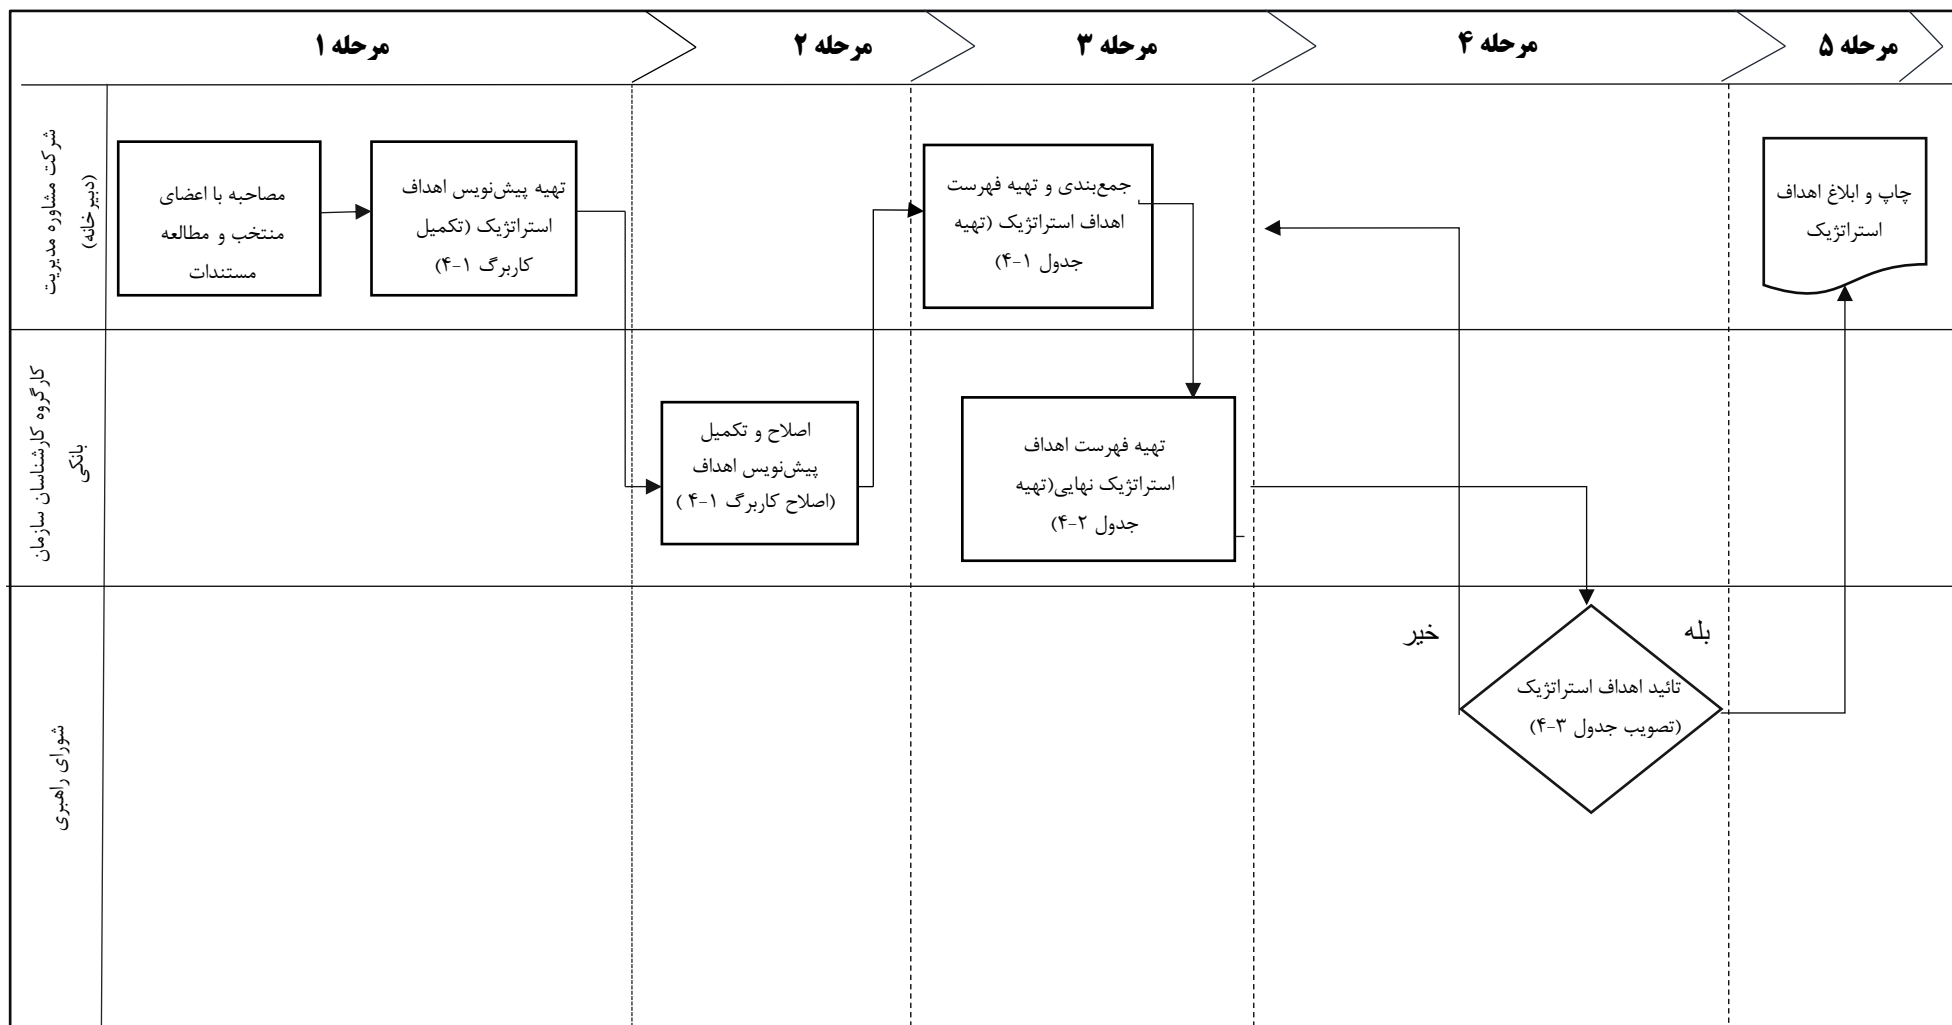 مرحله ۱
مرحله ۲
مرحله ۳
مرحله ۴
مرحله ۵
شرکت مشاوره مدیریت
(دبیرخانه)
مصاحبه با اعضای
منتخب و مطالعه
مستندات
تهیه پیش‌نویس اهداف
استراتژیک (تکمیل
کاربرگ ۱-۴)
جمع‌بندی و تهیه فهرست
اهداف استراتژیک (تهیه
جدول ۱-۴)
چاپ و ابلاغ اهداف
استراتژیک
کارگروه کارشناسان سازمان
بانکی
اصلاح و تکمیل
پیش‌نویس اهداف
(اصلاح کاربرگ ۱-۴ )
تهیه فهرست اهداف
استراتژیک نهایی(تهیه
جدول ۲-۴)
شورای راهبری
خیر
بله
تائید اهداف استراتژیک
(تصویب جدول ۳-۴)